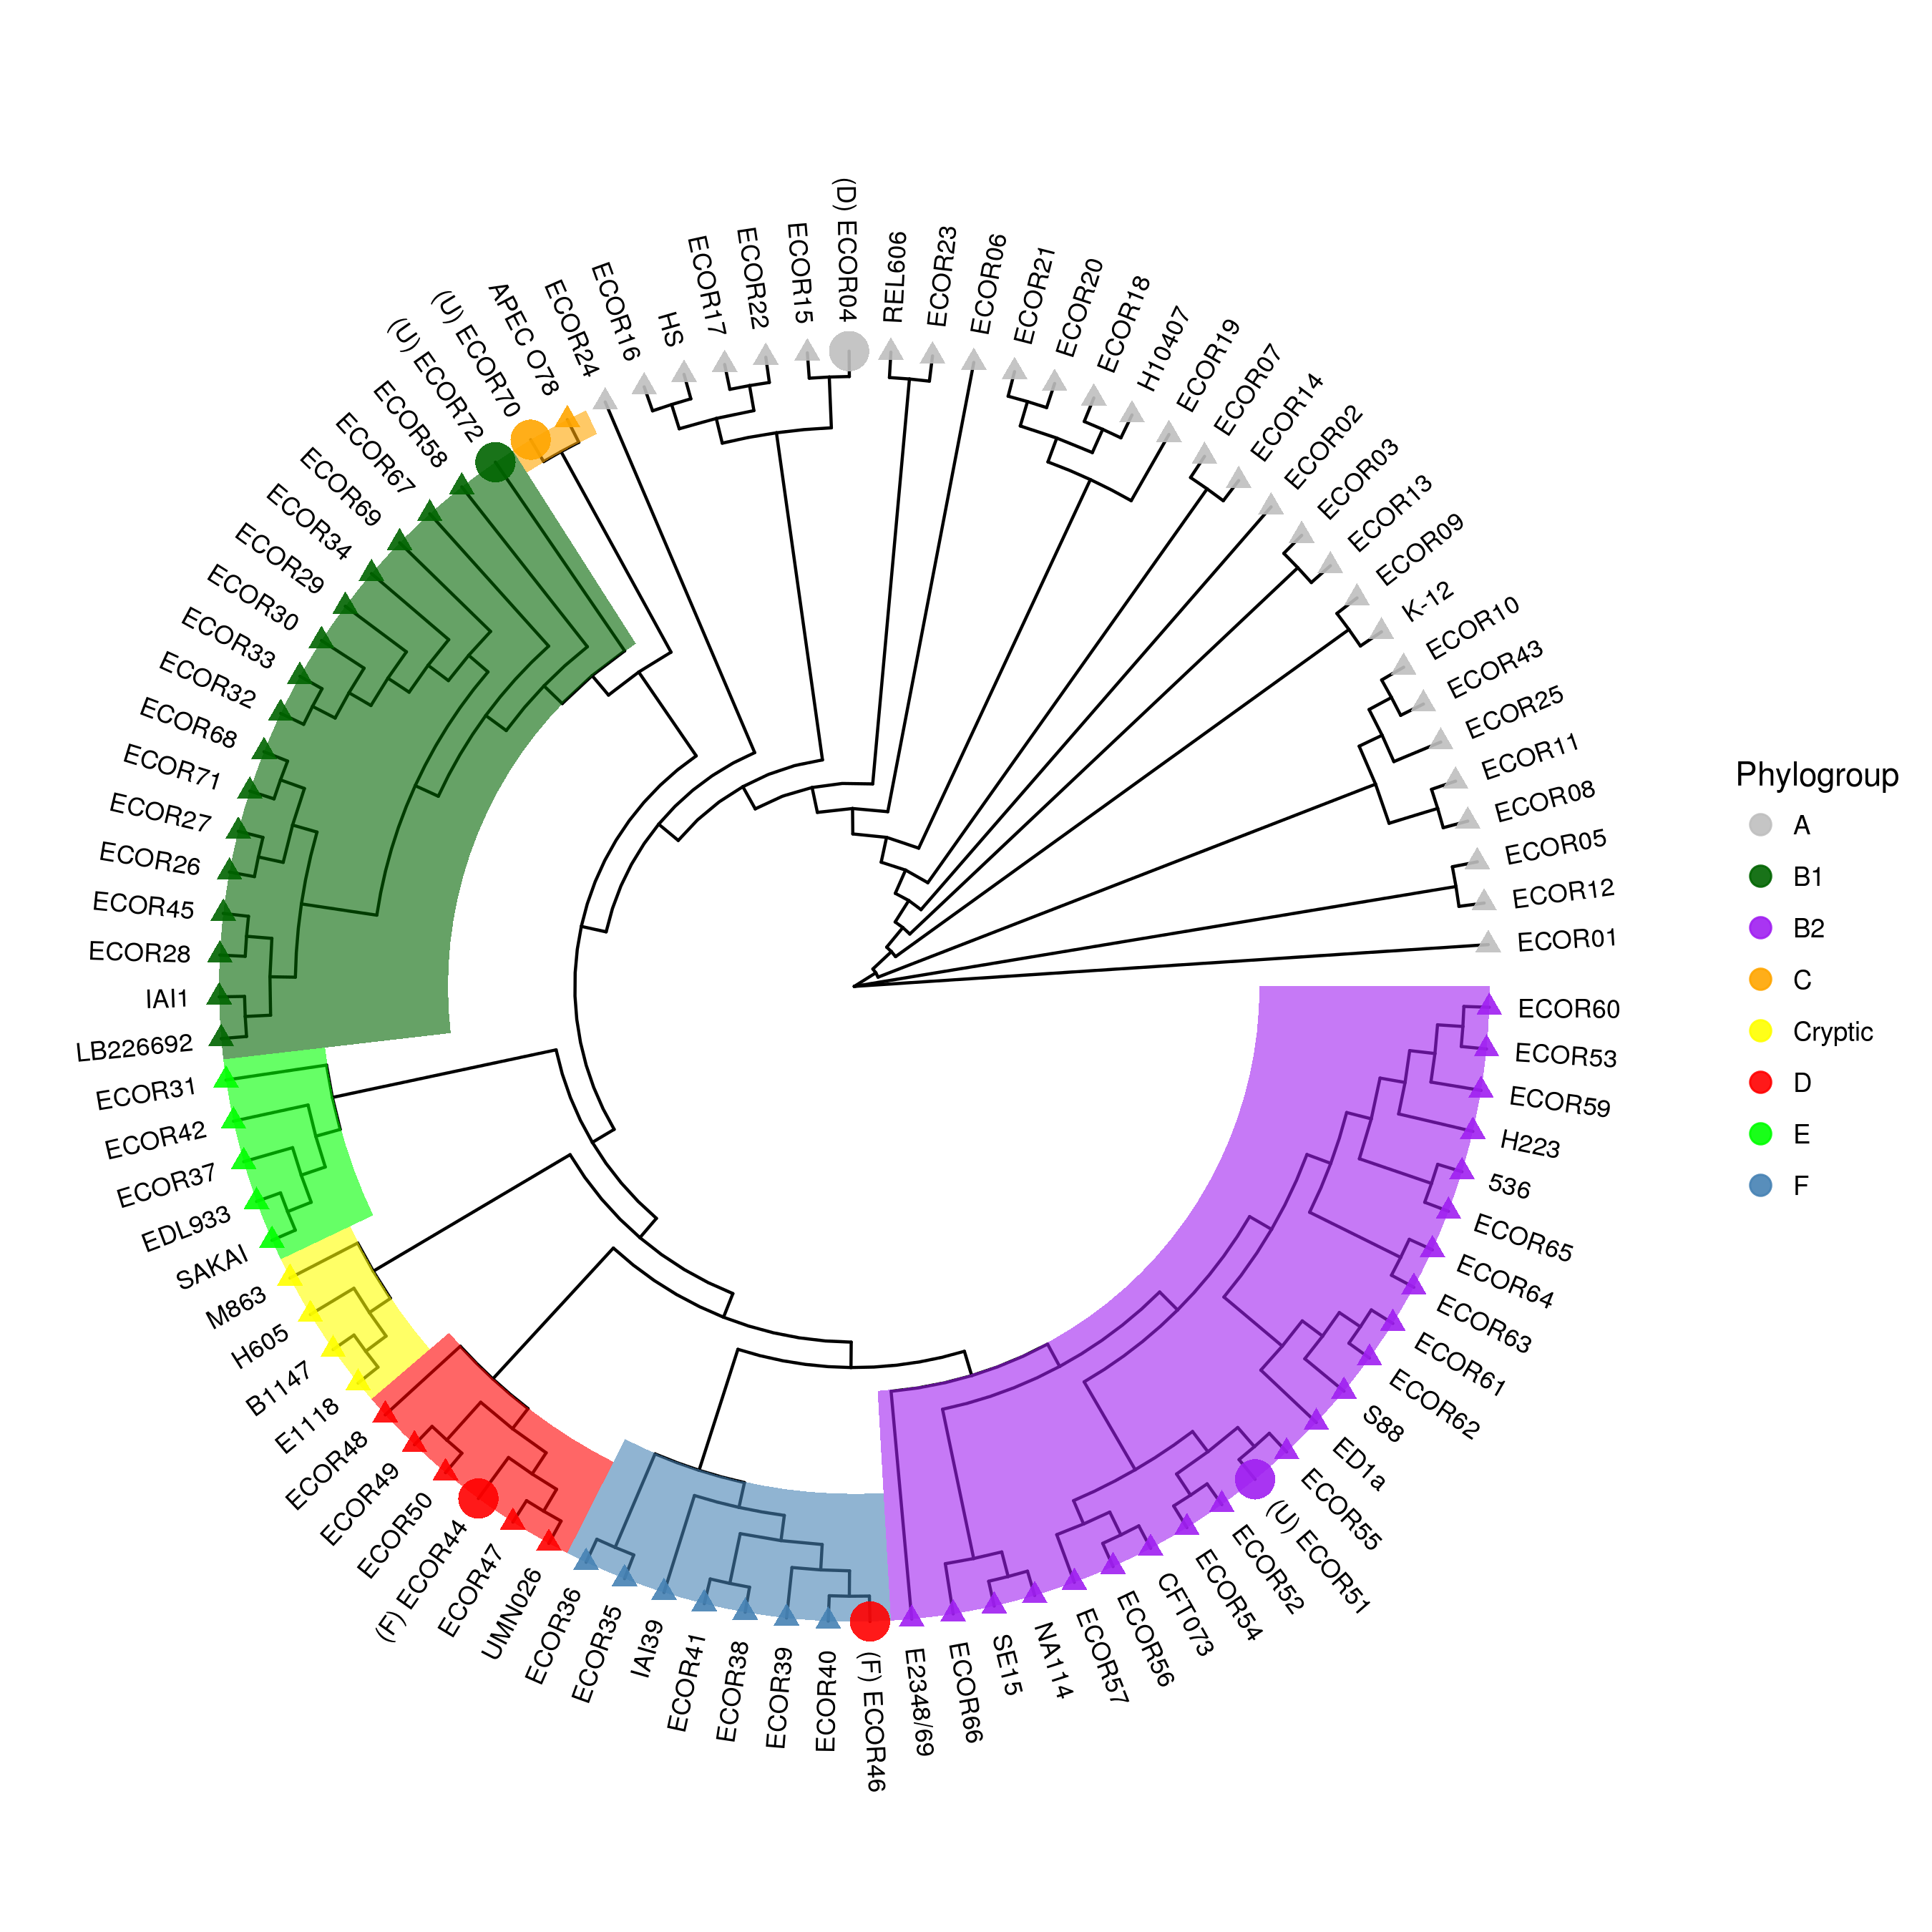 (D) ECOR04
REL606
ECOR23
ECOR06
ECOR21
ECOR20
ECOR18
H10407
ECOR19
ECOR07
ECOR14
ECOR02
ECOR03
ECOR13
ECOR09
K-12
ECOR10
ECOR43
ECOR25
ECOR11
ECOR08
ECOR05
ECOR12
ECOR01
ECOR60
ECOR53
ECOR59
H223
536
ECOR65
ECOR64
ECOR63
ECOR61
ECOR62
S88
ED1a
ECOR55
(U) ECOR51
ECOR52
ECOR54
CFT073
ECOR56
ECOR57
NA114
SE15
ECOR66
E2348/69
(F) ECOR46
ECOR40
ECOR39
ECOR38
ECOR41
IAI39
ECOR35
ECOR36
UMN026
ECOR47
(F) ECOR44
ECOR50
ECOR49
ECOR48
E1118
B1147
H605
M863
SAKAI
EDL933
ECOR37
ECOR42
ECOR31
LB226692
IAI1
ECOR28
ECOR45
ECOR26
ECOR27
ECOR71
ECOR68
ECOR32
ECOR33
ECOR30
ECOR29
ECOR34
ECOR69
ECOR67
ECOR58
(U) ECOR72
(U) ECOR70
APEC O78
ECOR24
ECOR16
HS
ECOR17
ECOR22
ECOR15
Phylogroup
A
B1
B2
C
Cryptic
D
E
F